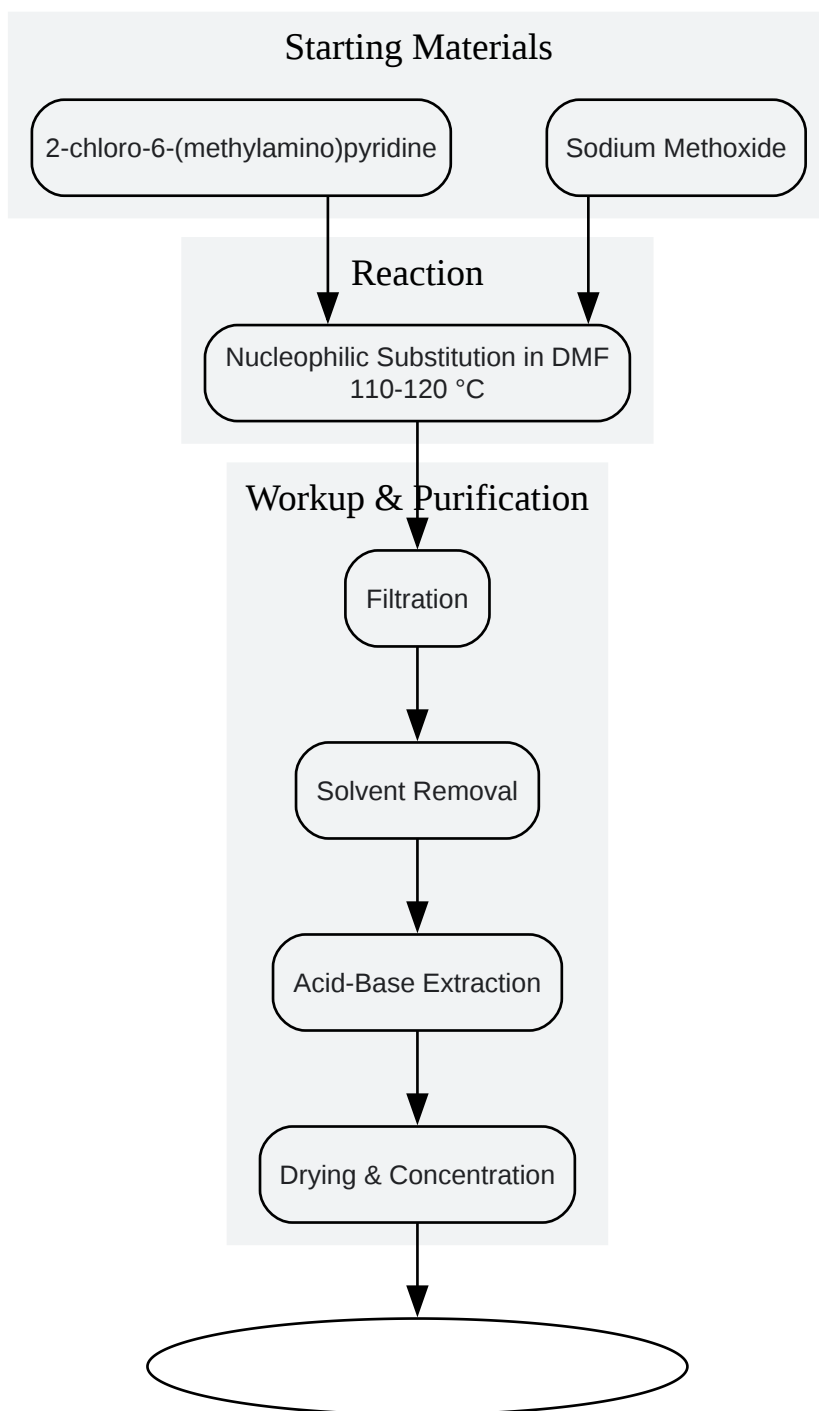 Starting Materials
2-chloro-6-(methylamino)pyridine
Sodium Methoxide
Reaction
Nucleophilic Substitution in DMF
110-120 °C
Workup & Purification
Filtration
Solvent Removal
Acid-Base Extraction
Drying & Concentration